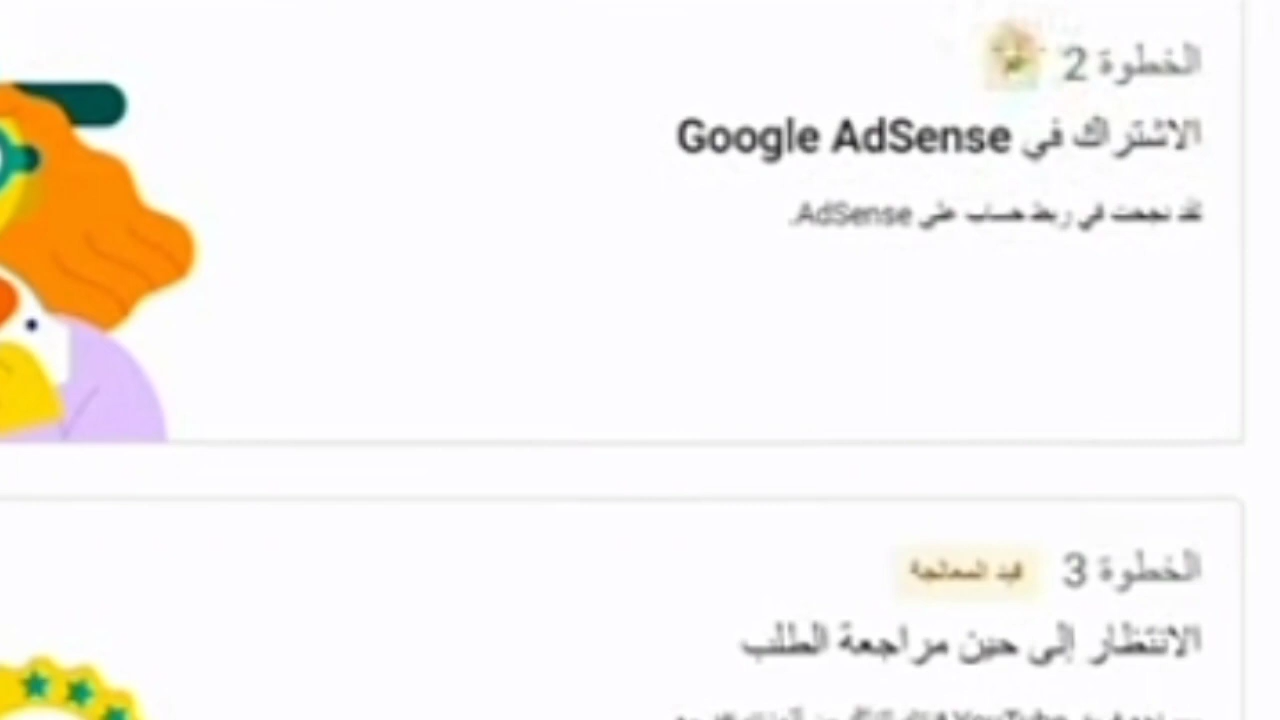 الخطوة 2
الاشتراك في Google AdSense
لقد نجحت في ربط حساب على AdSense.
الخطوة 3 قيد المعالجة
الانتظار إلى حين مراجعة الطلب
YouTube